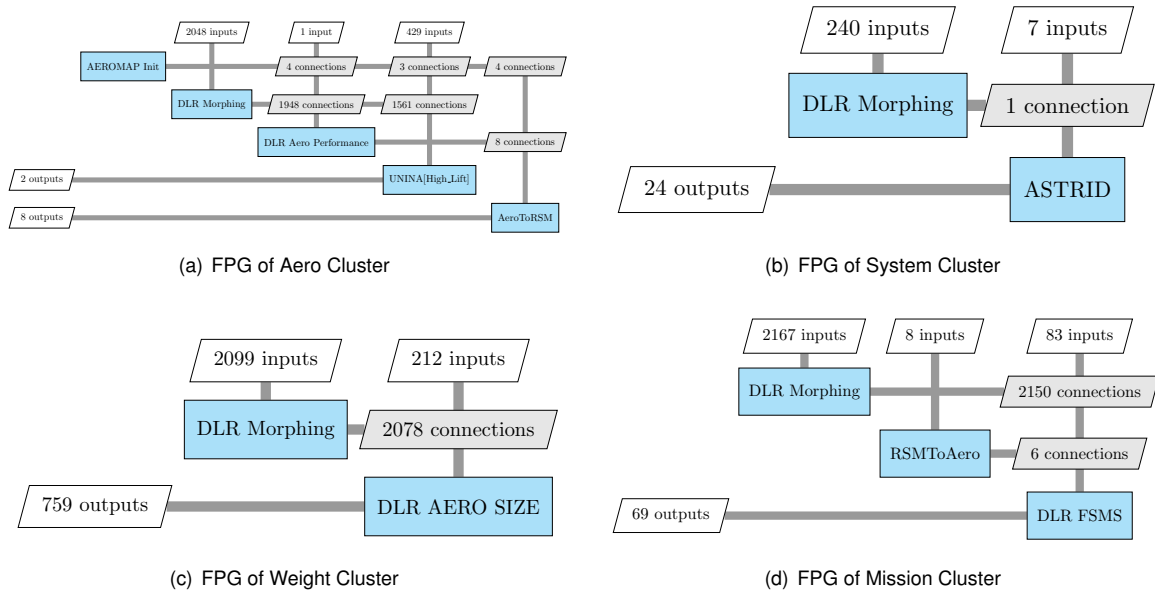 2048 inputs
1 input
429 inputs
AEROMAP Init
4 connections
3 connections
4 connections
DLR Morphing
1948 connections
1561 connections
DLR Aero Performance
8 connections
2 outputs
UNINA[High_Lift]
8 outputs
AeroToRSM
(a) FPG of Aero Cluster
240 inputs
7 inputs
DLR Morphing
1 connection
24 outputs
ASTRID
(b) FPG of System Cluster
2099 inputs
212 inputs
DLR Morphing
2078 connections
759 outputs
DLR AERO SIZE
(c) FPG of Weight Cluster
2167 inputs
8 inputs
83 inputs
DLR Morphing
2150 connections
RSMToAero
6 connections
69 outputs
DLR FSMS
(d) FPG of Mission Cluster